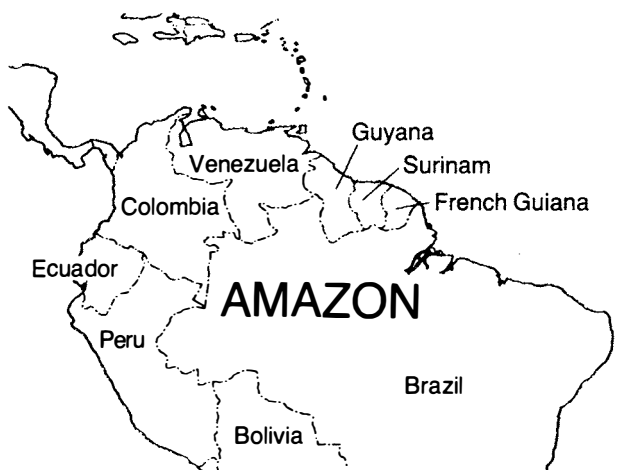 Guyana
Venezuela
Surinam
Colombia
French Guiana
Ecuador
AMAZON
Peru
Brazil
Bolivia